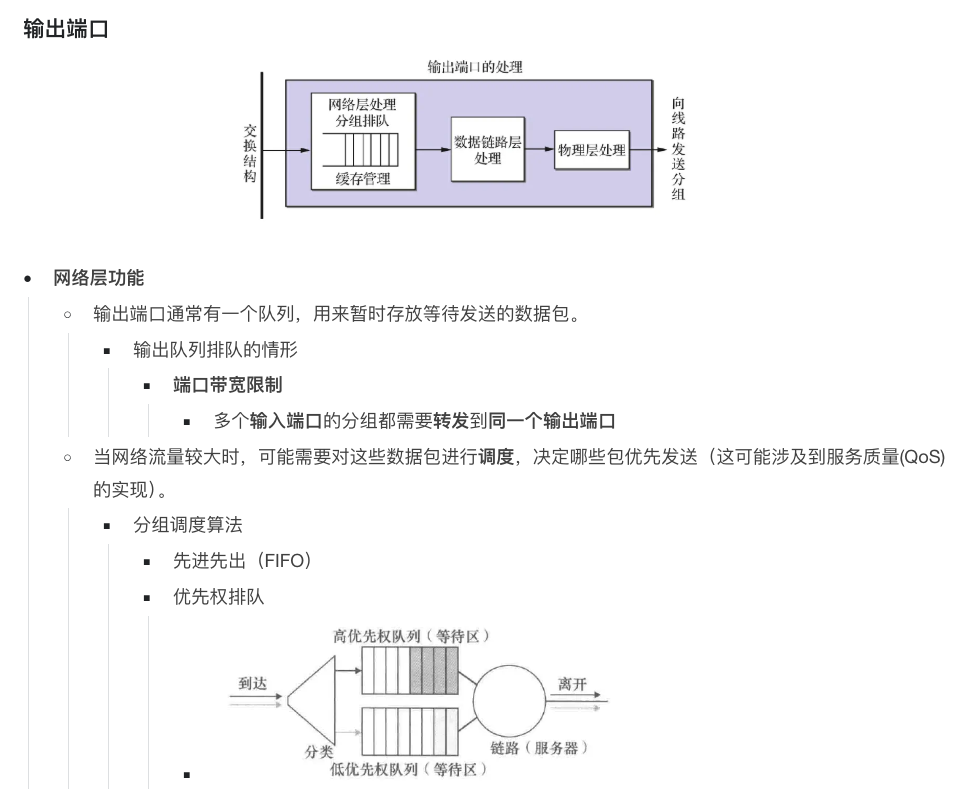 输出端口
输出端口的处理
交换结构
网络层处理
分组排队
缓存管理
数据链路层
处理
物理层处理
向线路发送分组
网络层功能
输出端口通常有一个队列，用来暂时存放等待发送的数据包。
输出队列排队的情形
端口带宽限制
多个输入端口的分组都需要转发到同一个输出端口
当网络流量较大时，可能需要对这些数据包进行调度，决定哪些包优先发送（这可能涉及到服务质量(QoS)
的实现）。
分组调度算法
先进先出（FIFO）
优先权排队
高优先权队列（等待区）
到达
离开
分类
链路（服务器）
低优先权队列（等待区）